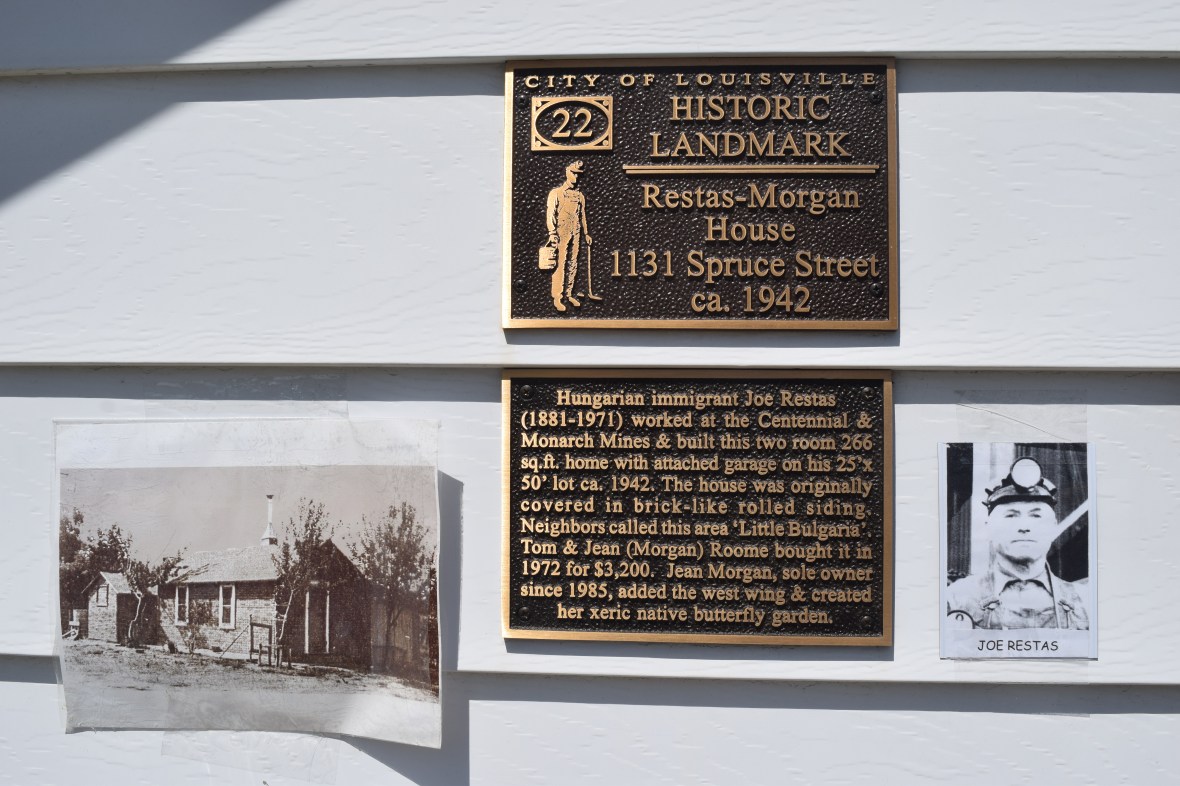 CITY OF LOUISVILLE
22
HISTORIC
LANDMARK
Restas-Morgan
House
1131 Spruce Street
ca. 1942
Hungarian immigrant Joe Restas
(1881-1971) worked at the Centennial &
Monarch Mines & built this two room 266
sq.ft. home with attached garage on his 25'x
50' lot ca. 1942. The house was originally
covered in brick-like rolled siding.
Neighbors called this area 'Little Bulgaria'.
Tom & Jean (Morgan) Roome bought it in
1972 for $3,200. Jean Morgan, sole owner
since 1985, added the west wing & created
her xeric native butterfly garden.
JOE RESTAS